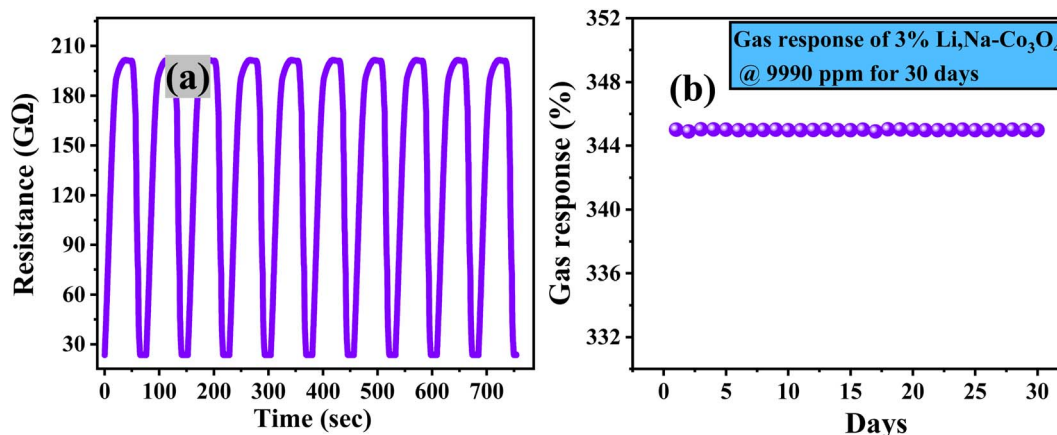 210
180
150
120
90
60
30
Resistance (GΩ)
(a)
0 100 200 300 400 500 600 700
Time (sec)
352
348
344
340
336
332
Gas response (%)
(b)
Gas response of 3% Li,Na-Co₃O₄
@ 9990 ppm for 30 days
0 5 10 15 20 25 30
Days